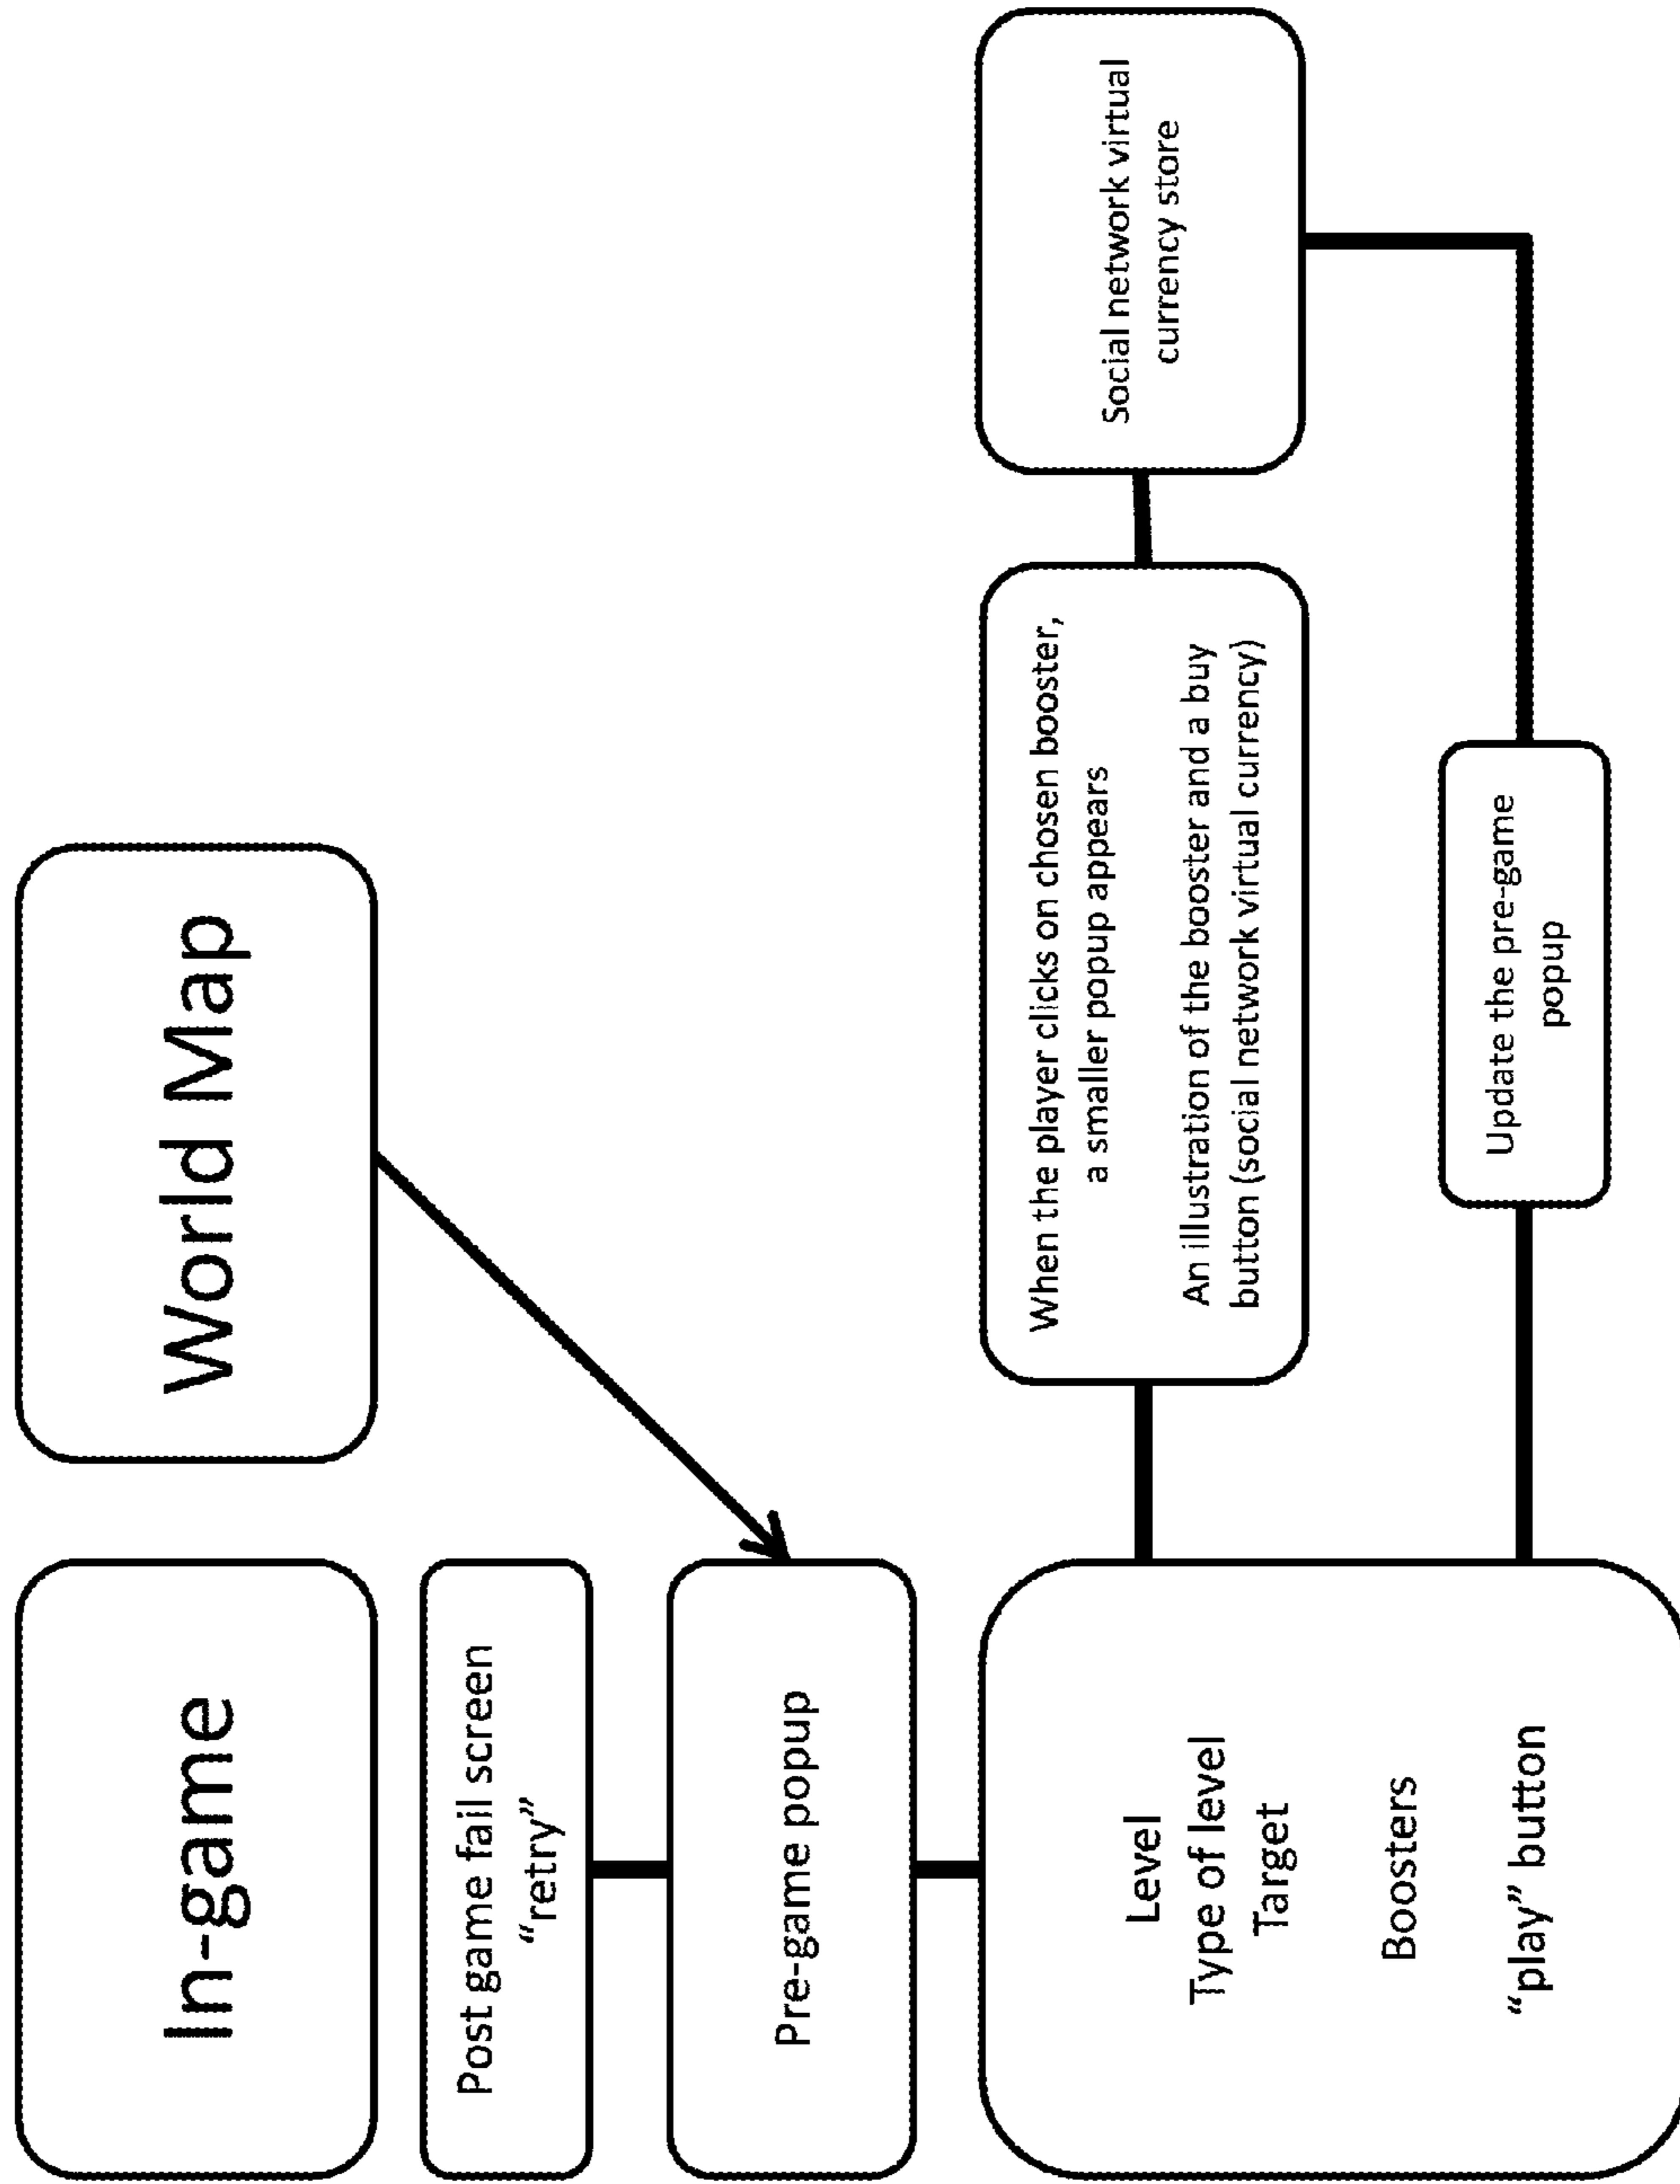 In-game
World Map
Post game fail screen
“retry”
Pre-game popup
Level
Type of level
Target
Boosters
“play” button
When the player clicks on chosen booster,
a smaller popup appears
An illustration of the booster and a buy
button (social network virtual currency)
Social network virtual
currency store
Update the pre-game
popup